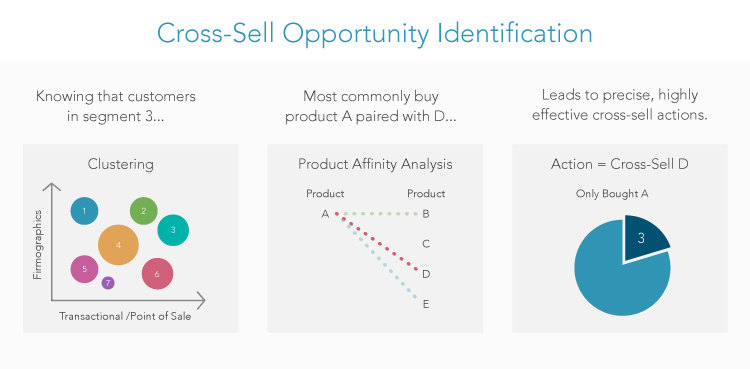 Cross-Sell Opportunity Identification
Knowing that customers
in segment 3...
Clustering
1
2
3
4
5
6
7
Firmographics
Transactional /Point of Sale
Most commonly buy
product A paired with D...
Product Affinity Analysis
Product Product
A B
C
D
E
Leads to precise, highly
effective cross-sell actions.
Action = Cross-Sell D
Only Bought A
3